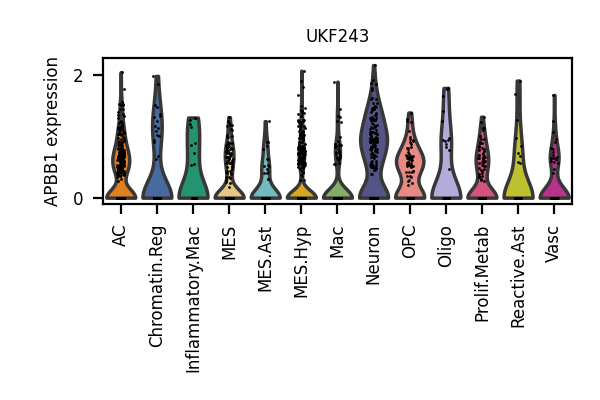 UKF243
APBB1 expression
2
0
AC
Chromatin.Reg
Inflammatory.Mac
MES
MES.Ast
MES.Hyp
Mac
Neuron
OPC
Oligo
Prolif.Metab
Reactive.Ast
Vasc